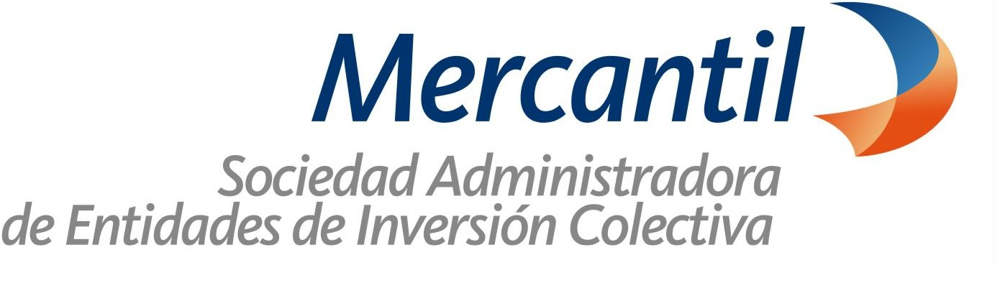 Mercantil
Sociedad Administradora
de Entidades de Inversión Colectiva